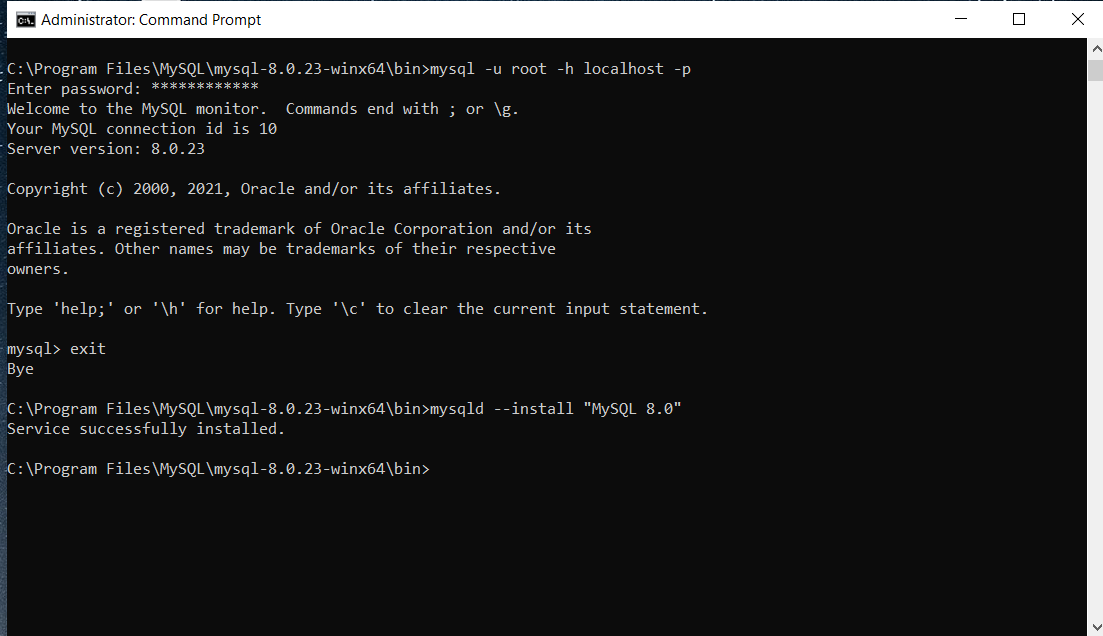 Administrator: Command Prompt
C:\Program Files\MySQL\mysql-8.0.23-winx64\bin>mysql -u root -h localhost -p
Enter password: ************
Welcome to the MySQL monitor.  Commands end with ; or \g.
Your MySQL connection id is 10
Server version: 8.0.23
Copyright (c) 2000, 2021, Oracle and/or its affiliates.
Oracle is a registered trademark of Oracle Corporation and/or its
affiliates. Other names may be trademarks of their respective
owners.
Type 'help;' or '\h' for help. Type '\c' to clear the current input statement.
mysql> exit
Bye
C:\Program Files\MySQL\mysql-8.0.23-winx64\bin>mysqld --install "MySQL 8.0"
Service successfully installed.
C:\Program Files\MySQL\mysql-8.0.23-winx64\bin>